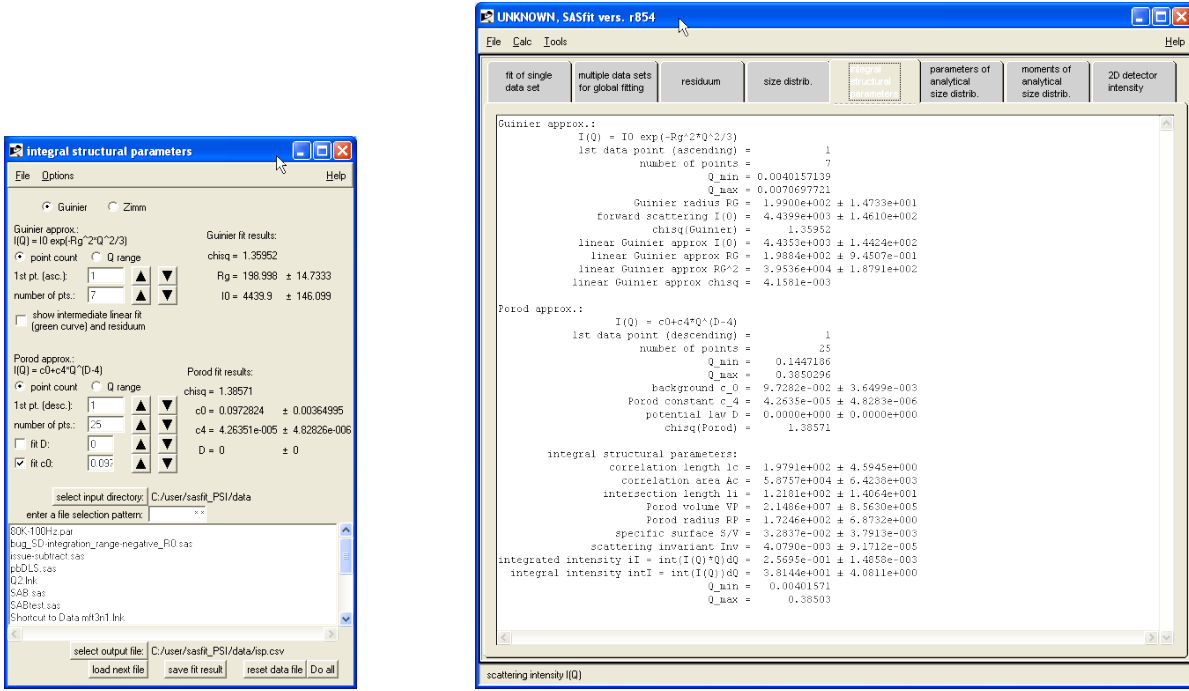 integral structural parameters
File Options Help
Guinier Zimm
Guinier approx.:
I(Q) = I0 exp(-Rg^2*Q^2/3)
Guinier fit results:
point count Q range
chisq = 1.35952
1st pt. (asc.): 1
Rg = 198.998 ± 14.7333
number of pts.: 7
I0 = 4439.9 ± 146.099
show intermediate linear fit
(green curve) and residuum
Porod approx.:
I(Q) = c0+c4*Q^(D-4)
Porod fit results:
point count Q range
chisq = 1.38571
1st pt. (desc.): 1
c0 = 0.0972824 ± 0.00364995
number of pts.: 25
c4 = 4.26351e-005 ± 4.82826e-006
fit D: 0
D = 0 ± 0
fit c0: 0.097
select input directory: C:/user/sasfit_PSI/data
enter a file selection pattern: *.*
80K-100Hz.par
bug_SD-integration_range-negative_R0.sas
issue-subtract.sas
pbDLS.sas
Q2.lnk
SAB.sas
SABtest.sas
Shortcut to Data mft3n1.lnk
select output file: C:/user/sasfit_PSI/data/isp.csv
load next file save fit result reset data file Do all
UNKNOWN, SASfit vers. r854
File Calc Tools Help
fit of single
data set
multiple data sets
for global fitting
residuum
size distrib.
integral
structural
parameters
parameters of
analytical
size distrib.
moments of
analytical
size distrib.
2D detector
intensity
Guinier approx.:
I(Q) = I0 exp(-Rg^2*Q^2/3)
1st data point (ascending) = 1
number of points = 7
Q_min = 0.0040157139
Q_max = 0.0070697721
Guinier radius RG = 1.9900e+002 ± 1.4733e+001
forward scattering I(0) = 4.4399e+003 ± 1.4610e+002
chisq(Guinier) = 1.35952
linear Guinier approx I(0) = 4.4353e+003 ± 1.4424e+002
linear Guinier approx RG = 1.9884e+002 ± 9.4507e-001
linear Guinier approx RG^2 = 3.9536e+004 ± 1.8791e+002
linear Guinier approx chisq = 4.1581e-003
Porod approx.:
I(Q) = c0+c4*Q^(D-4)
1st data point (descending) = 1
number of points = 25
Q_min = 0.1447186
Q_max = 0.3850296
background c_0 = 9.7282e-002 ± 3.6499e-003
Porod constant c_4 = 4.2635e-005 ± 4.8283e-006
potential law D = 0.0000e+000 ± 0.0000e+000
chisq(Porod) = 1.38571
integral structural parameters:
correlation length lc = 1.9791e+002 ± 4.5945e+000
correlation area Ac = 5.8757e+004 ± 6.4238e+003
intersection length li = 1.2181e+002 ± 1.4064e+001
Porod volume VP = 2.1486e+007 ± 8.5630e+005
Porod radius RP = 1.7246e+002 ± 6.8732e+000
specific surface S/V = 3.2837e-002 ± 3.7913e-003
scattering invariant Inv = 4.0790e-003 ± 9.1712e-005
integrated intensity iI = int(I(Q)*Q)dQ = 2.5695e-001 ± 1.4858e-003
integral intensity intI = int(I(Q))dQ = 3.8144e+001 ± 4.0811e+000
Q_min = 0.00401571
Q_max = 0.38503
scattering intensity I(Q)